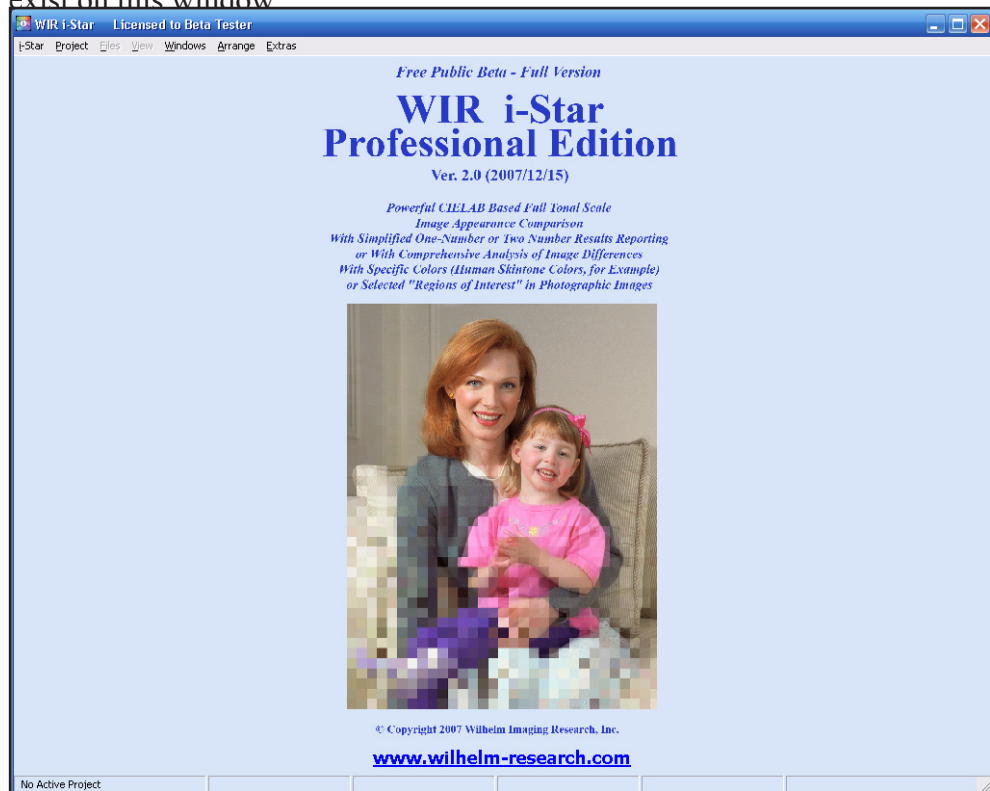 exist on this window
WIR i-Star Licensed to Beta Tester
i-Star Project Files View Windows Arrange Extras
Free Public Beta - Full Version
WIR i-Star
Professional Edition
Ver. 2.0 (2007/12/15)
Powerful CIELAB Based Full Tonal Scale
Image Appearance Comparison
With Simplified One-Number or Two Number Results Reporting
or With Comprehensive Analysis of Image Differences
With Specific Colors (Human Skintone Colors, for Example)
or Selected "Regions of Interest" in Photographic Images
© Copyright 2007 Wilhelm Imaging Research, Inc.
www.wilhelm-research.com
No Active Project